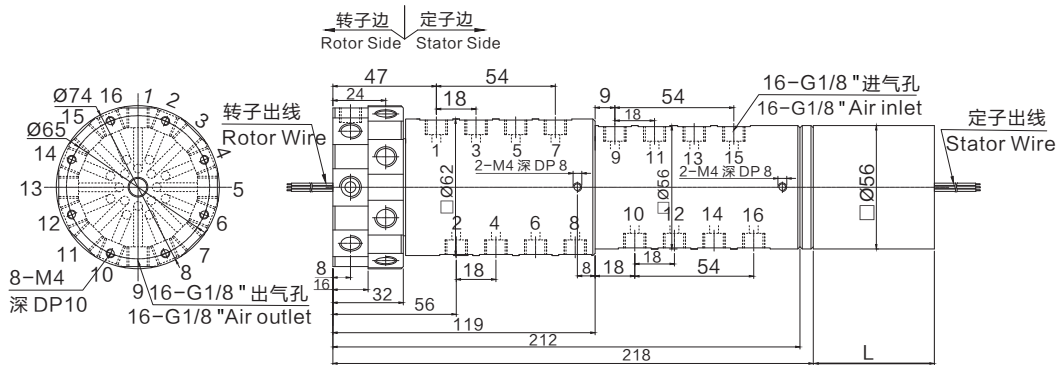 转子边 定子边
Rotor Side Stator Side
47 54
24 18
9 54
18
16-G1/8"进气孔
16-G1/8"Air inlet
转子出线
Rotor Wire
定子出线
Stator Wire
Ø74
Ø65
16 1 2 3 4 5 6 7 8 9 10 11 12 13 14 15
8-M4
深 DP10
16-G1/8"出气孔
16-G1/8"Air outlet
1 3 5 7
9 11 13 15
2-M4 深 DP 8
2-M4 深 DP 8
□Ø62
□Ø56
□Ø56
2 4 6 8
10 12 14 16
8 18 8 18 18 54
16
32
56
119
212
218 L